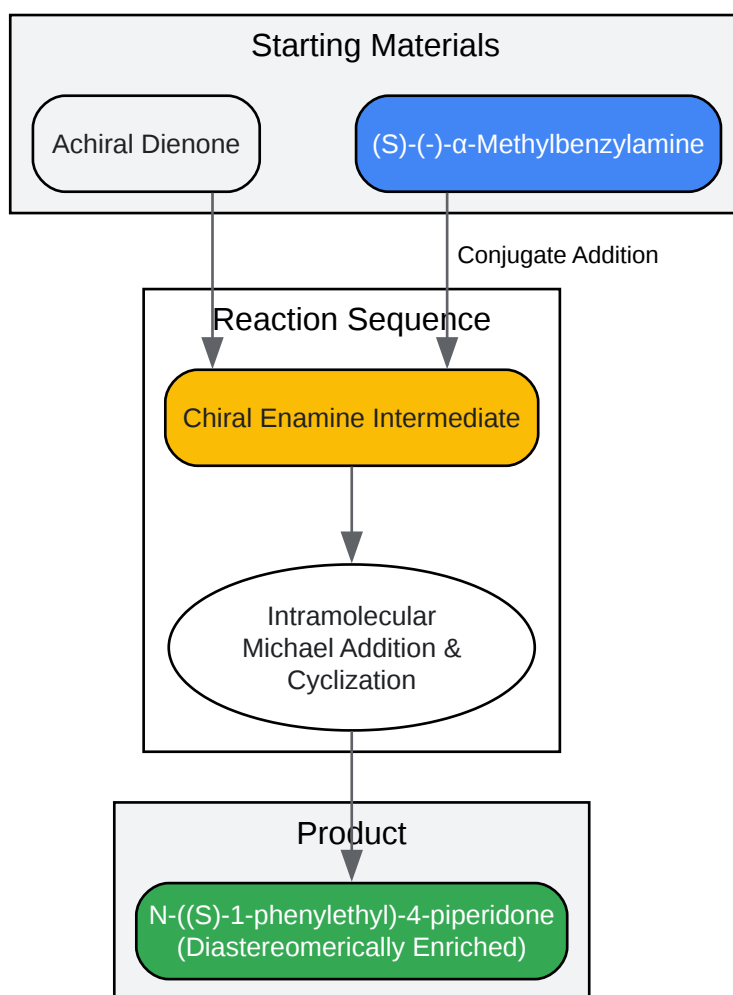 Starting Materials
Achiral Dienone
(S)-(-)-α-Methylbenzylamine
Conjugate Addition
Reaction Sequence
Chiral Enamine Intermediate
Intramolecular
Michael Addition &
Cyclization
Product
N-((S)-1-phenylethyl)-4-piperidone
(Diastereomerically Enriched)